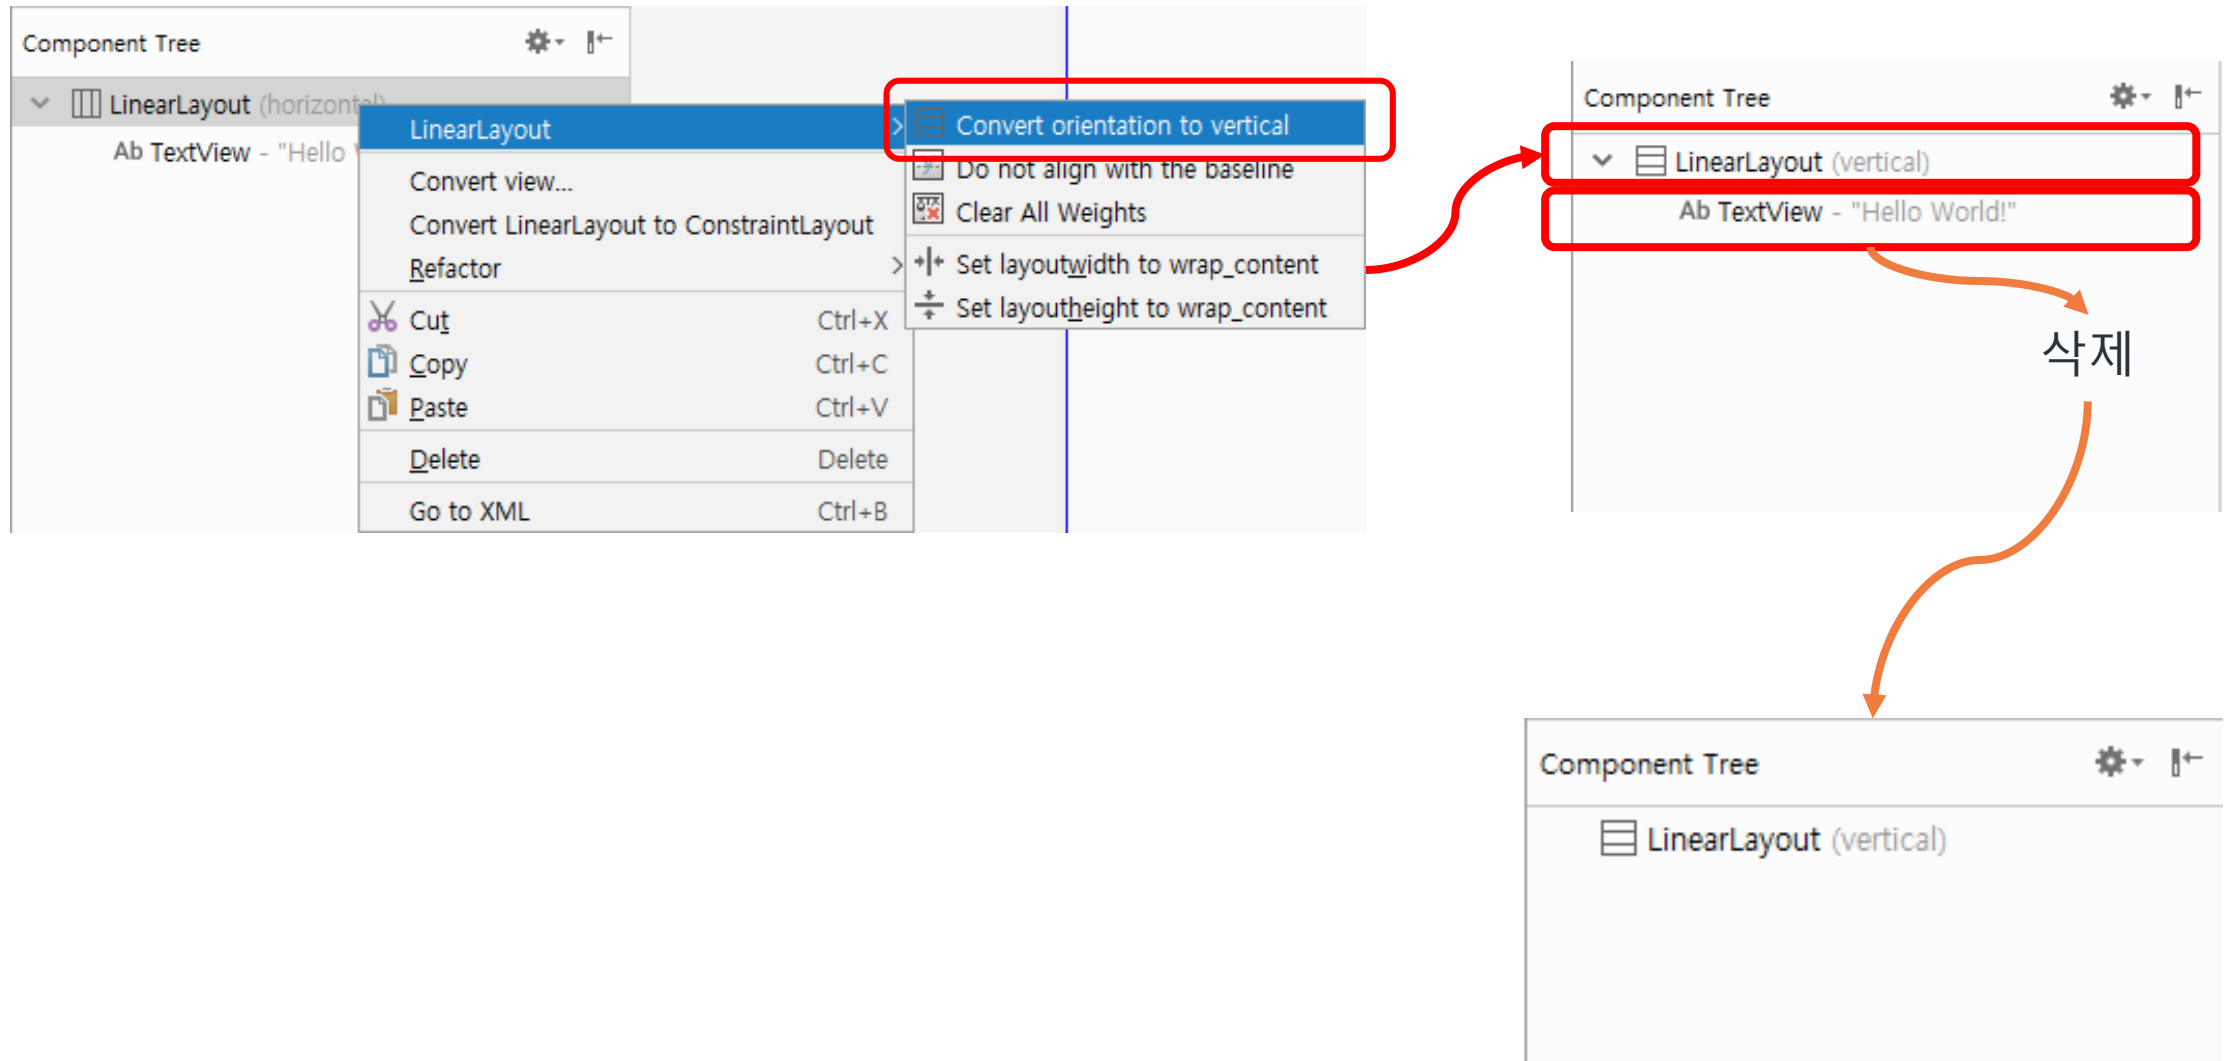 Component Tree
LinearLayout (horizontal)
Ab TextView - "Hello
LinearLayout
Convert view...
Convert LinearLayout to ConstraintLayout
Refactor
Cut Ctrl+X
Copy Ctrl+C
Paste Ctrl+V
Delete Delete
Go to XML Ctrl+B
Convert orientation to vertical
Do not align with the baseline
Clear All Weights
Set layoutwidth to wrap_content
Set layoutheight to wrap_content
Component Tree
LinearLayout (vertical)
Ab TextView - "Hello World!"
삭제
Component Tree
LinearLayout (vertical)